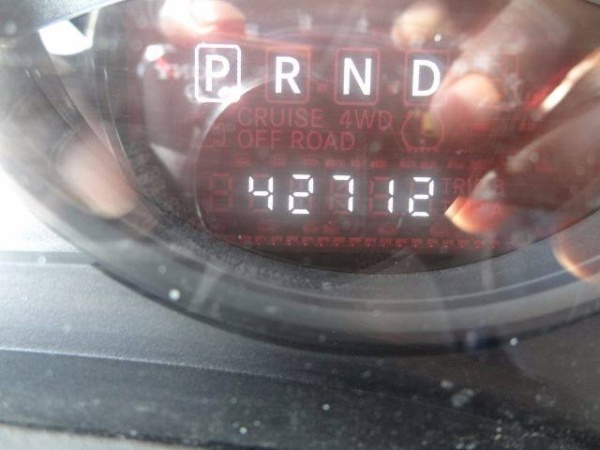 P R N D
CRUISE 4WD
OFF ROAD
42712